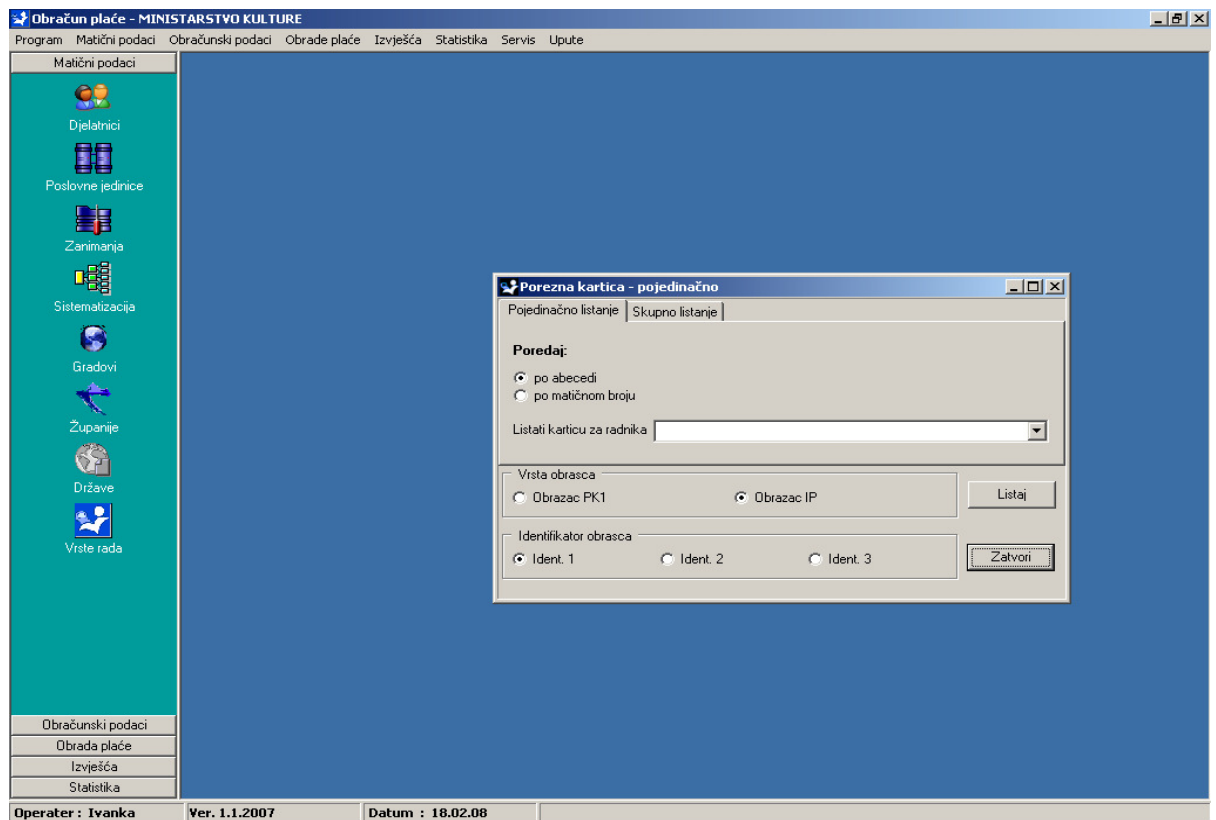 Obračun plaće - MINISTARSTVO KULTURE
Program Matični podaci Obračunski podaci Obrade plaće Izvješća Statistika Servis Upute
Matični podaci
Djelatnici
Poslovne jedinice
Zanimanja
Sistematizacija
Gradovi
Županije
Države
Vrste rada
Obračunski podaci
Obrada plaće
Izvješća
Statistika
Porezna kartica - pojedinačno
Pojedinačno listanje Skupno listanje
Poredaj:
po abecedi
po matičnom broju
Listati karticu za radnika
Vrsta obrasca
Obrazac PK1 Obrazac IP
Listaj
Identifikator obrasca
Ident. 1 Ident. 2 Ident. 3
Zatvori
Operater : Ivanka Ver. 1.1.2007 Datum : 18.02.08